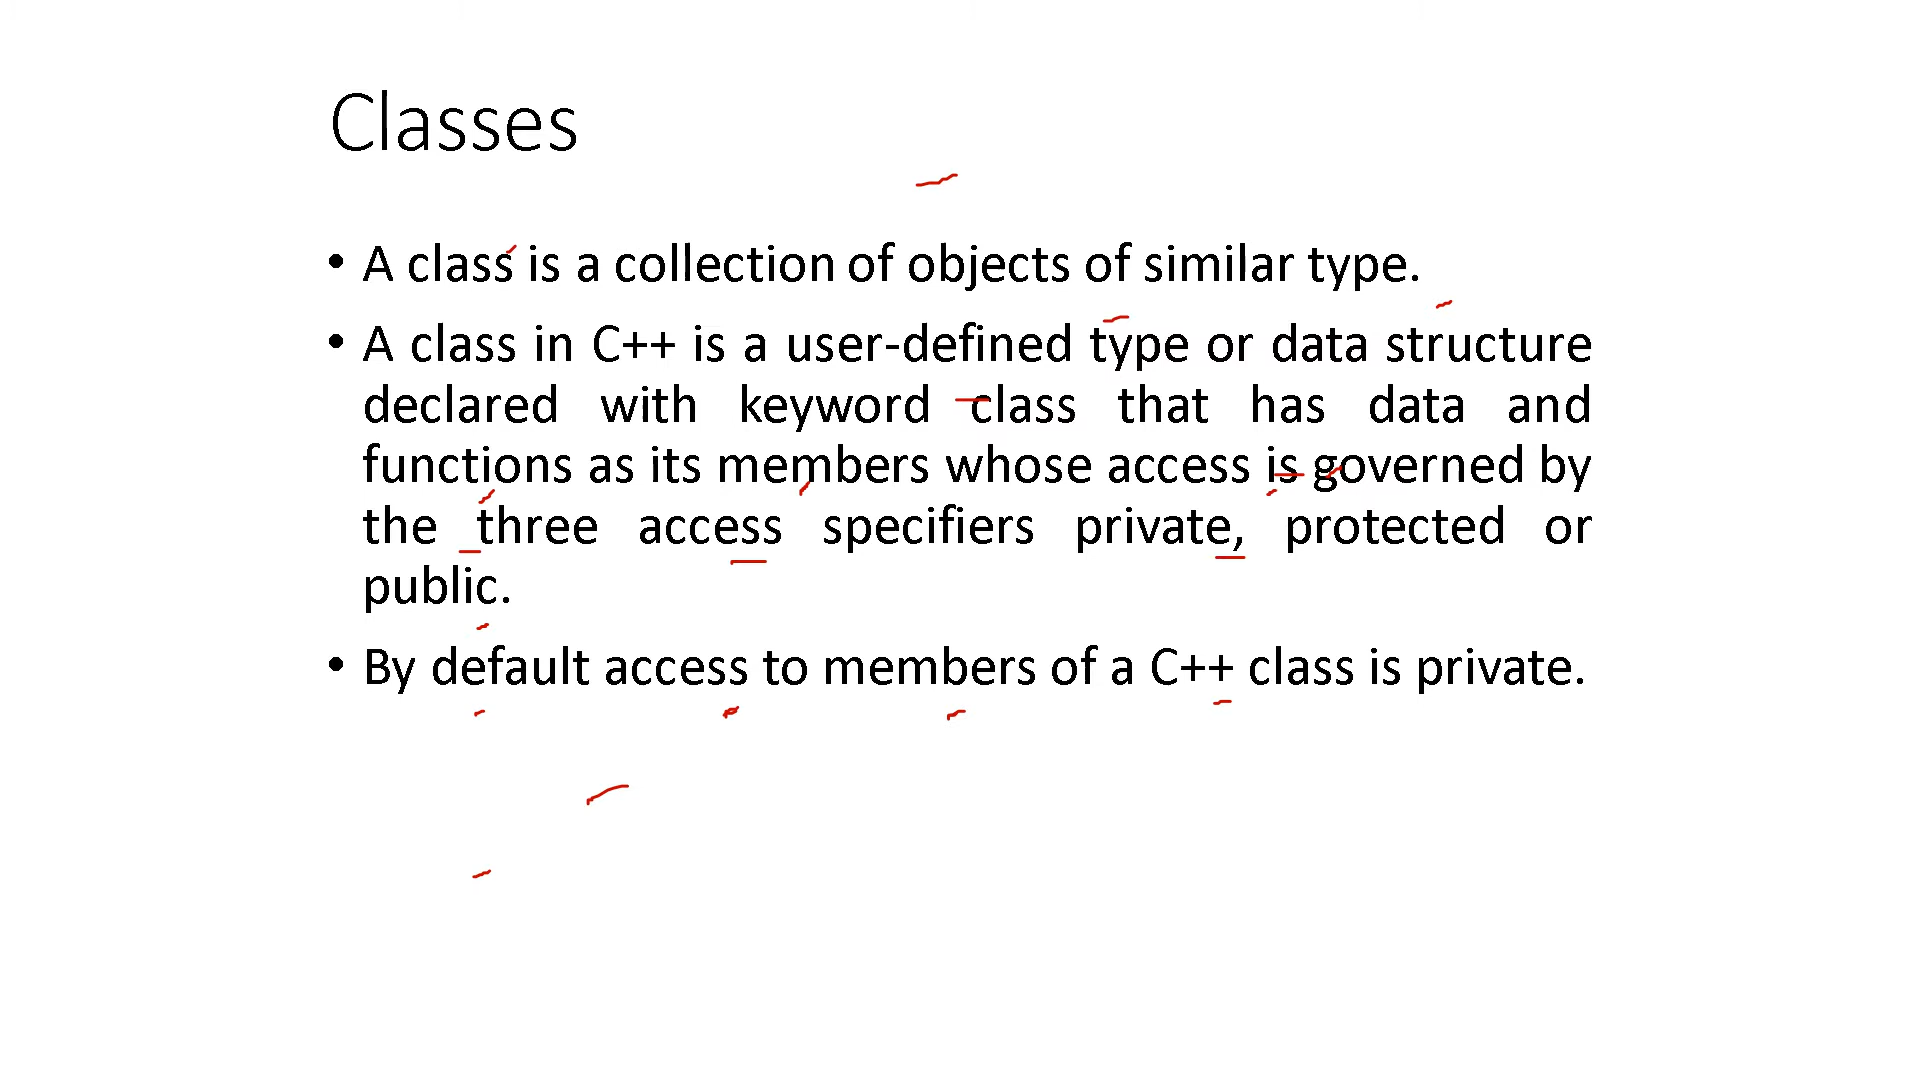 Classes
• A class is a collection of objects of similar type.
• A class in C++ is a user-defined type or data structure
declared with keyword class that has data and
functions as its members whose access is governed by
the three access specifiers private, protected or
public.
• By default access to members of a C++ class is private.